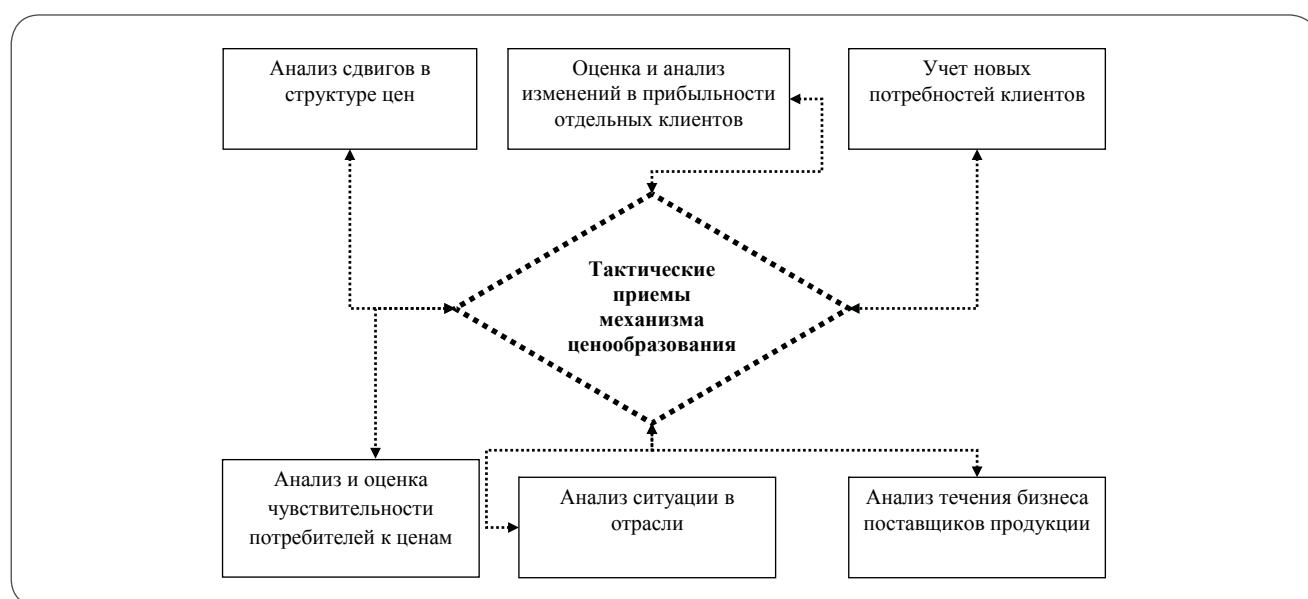 Анализ сдвигов в
структуре цен
Оценка и анализ
изменений в прибыльности
отдельных клиентов
Учет новых
потребностей клиентов
Тактические
приемы
механизма
ценообразования
Анализ и оценка
чувствительности
потребителей к ценам
Анализ ситуации в
отрасли
Анализ течения бизнеса
поставщиков продукции